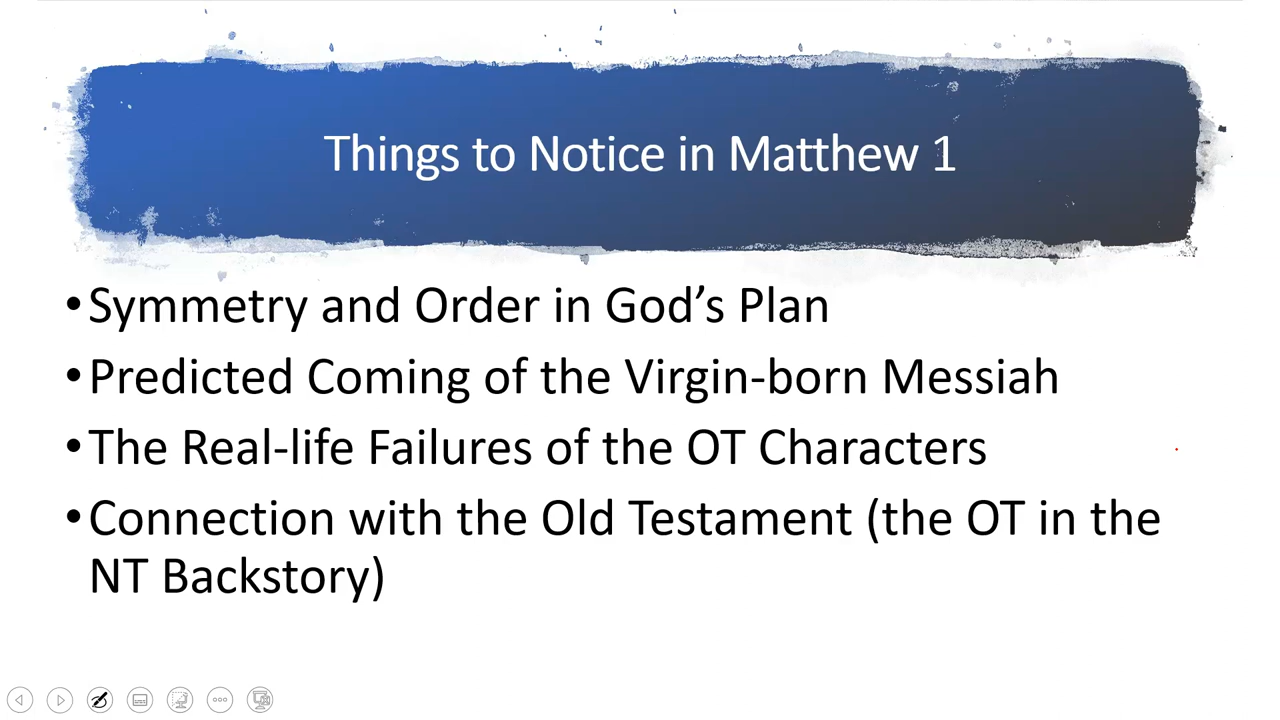 Things to Notice in Matthew 1
•Symmetry and Order in God’s Plan
•Predicted Coming of the Virgin-born Messiah
•The Real-life Failures of the OT Characters
•Connection with the Old Testament (the OT in the
NT Backstory)